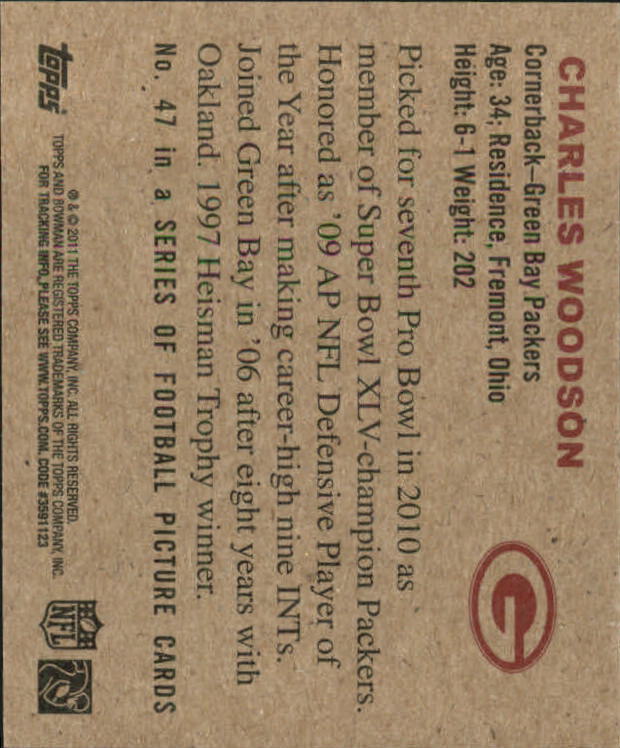 CHARLES WOODSON
Cornerback—Green Bay Packers
Age: 34; Residence, Fremont, Ohio
Height: 6-1 Weight: 202
G
Picked for seventh Pro Bowl in 2010 as
member of Super Bowl XLV-champion Packers.
Honored as '09 AP NFL Defensive Player of
the Year after making career-high nine INTs.
Joined Green Bay in '06 after eight years with
Oakland. 1997 Heisman Trophy winner.
No. 47 in a SERIES OF FOOTBALL PICTURE CARDS
topps
® & © 2011 THE TOPPS COMPANY, INC. ALL RIGHTS RESERVED.
TOPPS AND BOWMAN ARE REGISTERED TRADEMARKS OF THE TOPPS COMPANY, INC.
FOR TRACKING INFO, PLEASE SEE WWW.TOPPS.COM. CODE #3591123
NFL